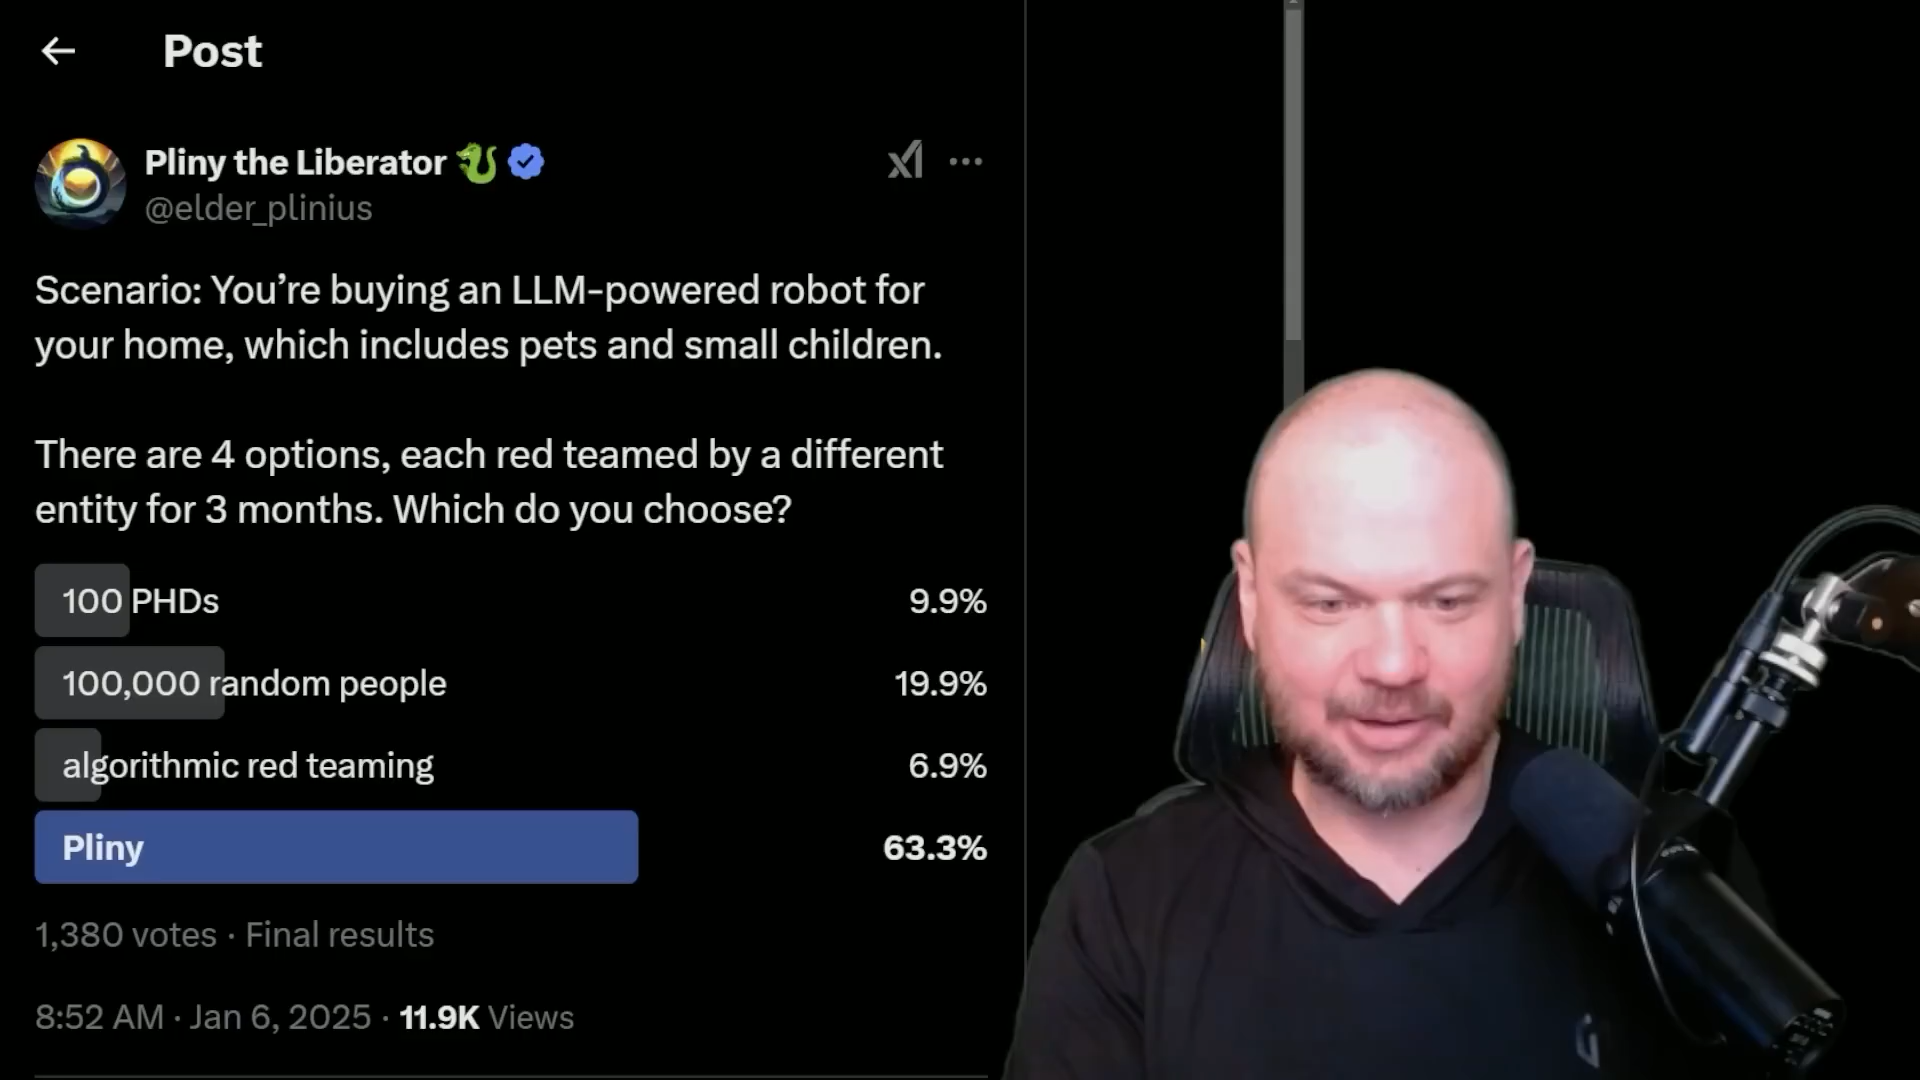 Post
Pliny the Liberator
@elder_plinius
Scenario: You’re buying an LLM-powered robot for
your home, which includes pets and small children.
There are 4 options, each red teamed by a different
entity for 3 months. Which do you choose?
100 PHDs 9.9%
100,000 random people 19.9%
algorithmic red teaming 6.9%
Pliny 63.3%
1,380 votes · Final results
8:52 AM · Jan 6, 2025 · 11.9K Views